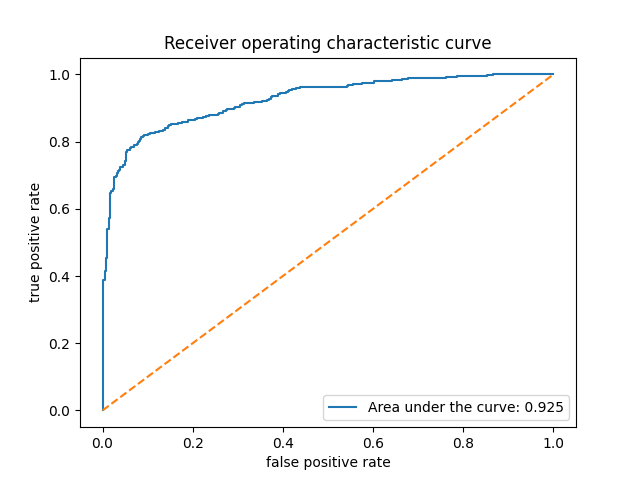 Receiver operating characteristic curve
1.0
0.8
0.6
0.4
0.2
0.0
true positive rate
Area under the curve: 0.925
0.0 0.2 0.4 0.6 0.8 1.0
false positive rate